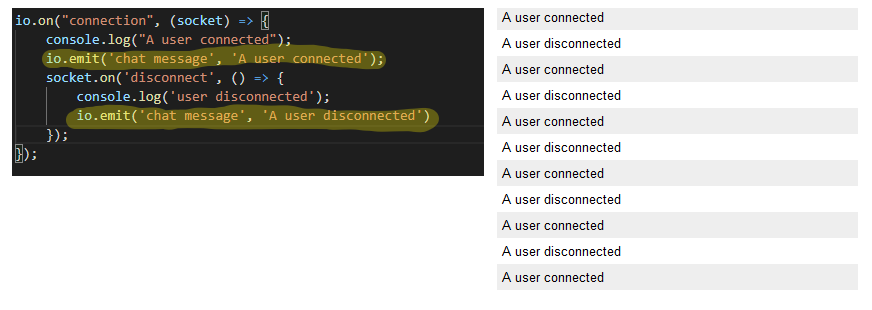 io.on("connection", (socket) => {
    console.log("A user connected");
    io.emit('chat message', 'A user connected');
    socket.on('disconnect', () => {
        console.log('user disconnected');
        io.emit('chat message', 'A user disconnected')
    });
});
A user connected
A user disconnected
A user connected
A user disconnected
A user connected
A user disconnected
A user connected
A user disconnected
A user connected
A user disconnected
A user connected